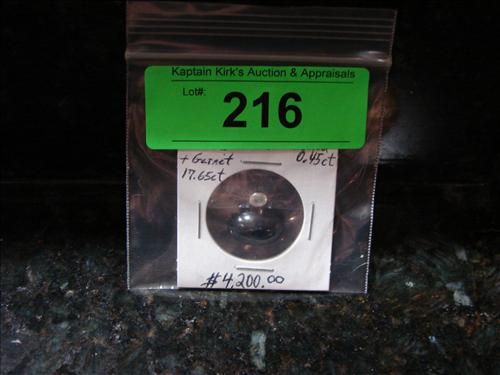 Kaptain Kirk's Auction & Appraisals
Lot#:
216
+ Garnet
17.65ct
0.45ct
#4,200.00